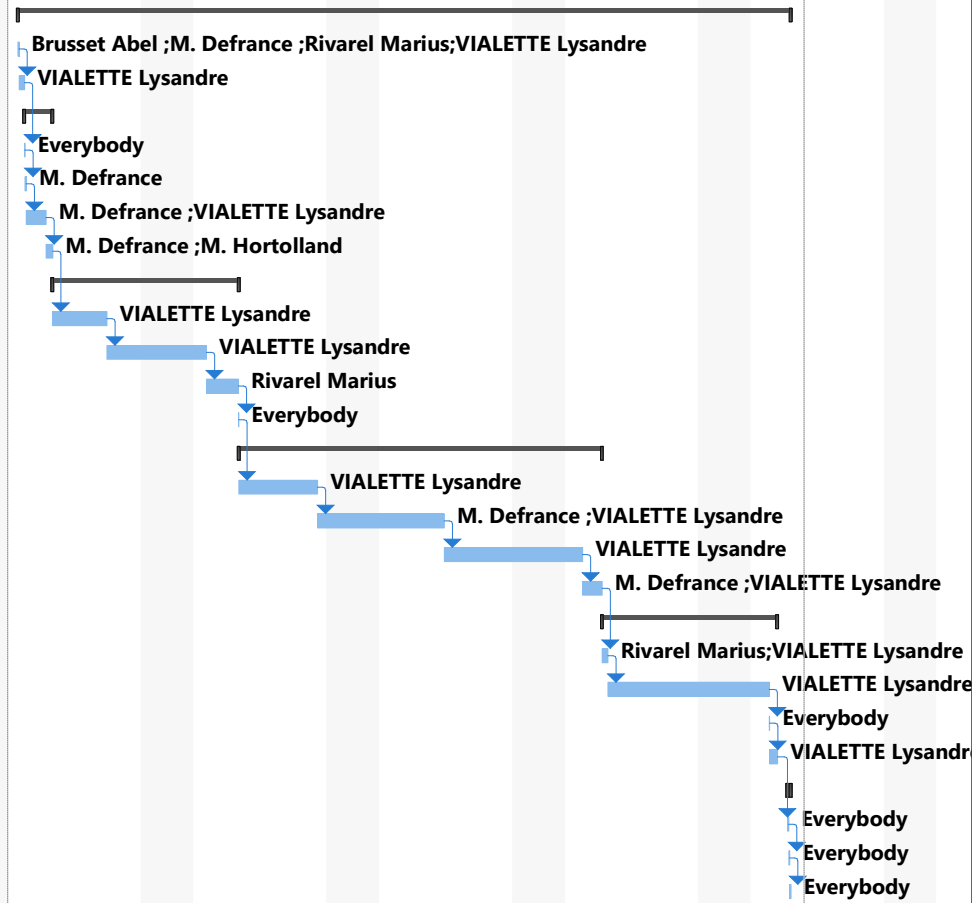 Brusset Abel ;M. Defrance ;Rivarel Marius;VIALETTE Lysandre
VIALETTE Lysandre
Everybody
M. Defrance
M. Defrance ;VIALETTE Lysandre
M. Defrance ;M. Hortolland
VIALETTE Lysandre
VIALETTE Lysandre
Rivarel Marius
Everybody
VIALETTE Lysandre
M. Defrance ;VIALETTE Lysandre
VIALETTE Lysandre
M. Defrance ;VIALETTE Lysandre
Rivarel Marius;VIALETTE Lysandre
VIALETTE Lysandre
Everybody
VIALETTE Lysandr
Everybody
Everybody
Everybody